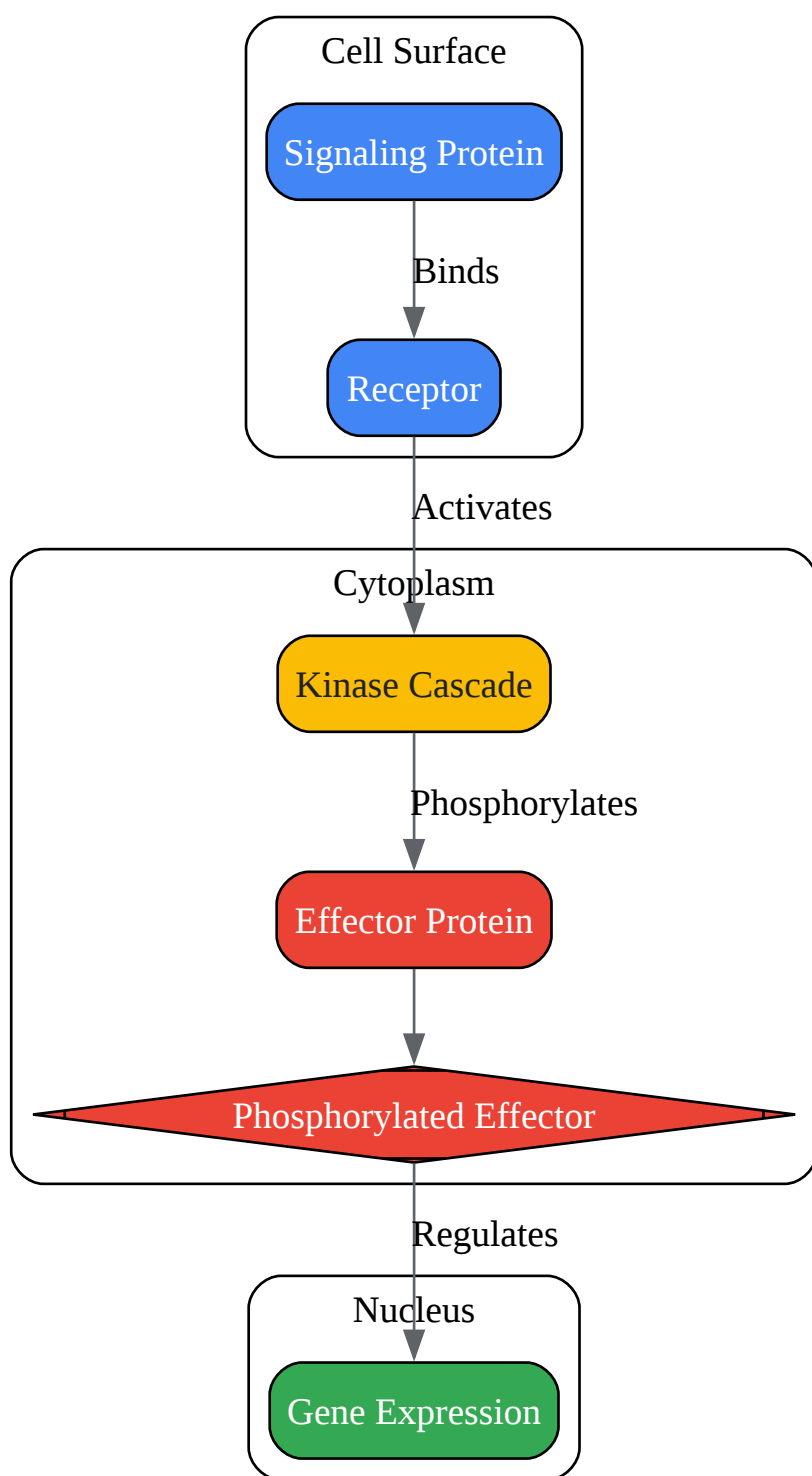 Cell Surface
Signaling Protein
Binds
Receptor
Activates
Cytoplasm
Kinase Cascade
Phosphorylates
Effector Protein
Phosphorylated Effector
Regulates
Nucleus
Gene Expression